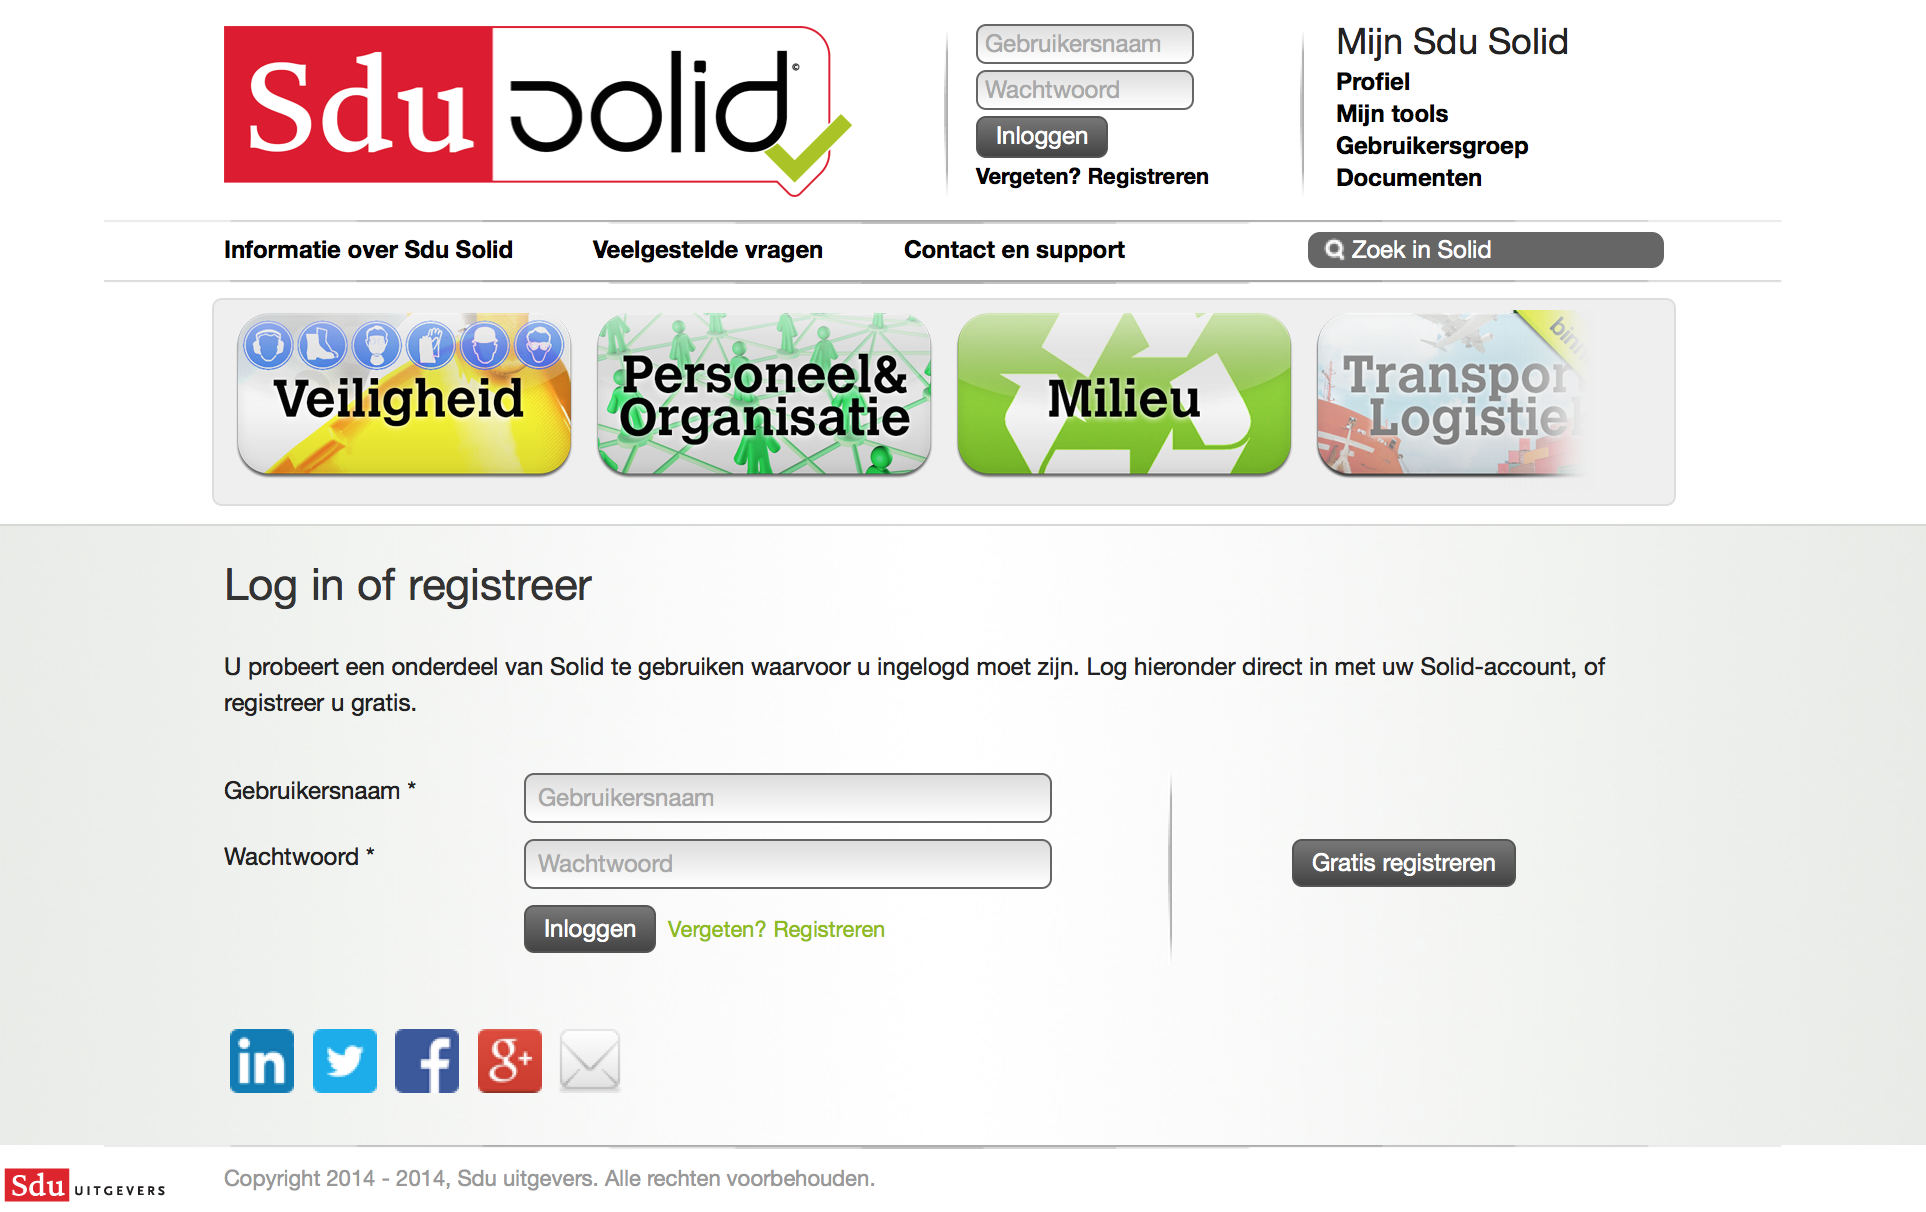 Sdu solid ©
Gebruikersnaam
Wachtwoord
Inloggen
Vergeten? Registreren
Mijn Sdu Solid
Profiel
Mijn tools
Gebruikersgroep
Documenten
Informatie over Sdu Solid
Veelgestelde vragen
Contact en support
Zoek in Solid
Veiligheid
Personeel&
Organisatie
Milieu
Log in of registreer
U probeert een onderdeel van Solid te gebruiken waarvoor u ingelogd moet zijn. Log hieronder direct in met uw Solid-account, of
registreer u gratis.
Gebruikersnaam *
Gebruikersnaam
Wachtwoord *
Wachtwoord
Inloggen
Vergeten? Registreren
Gratis registreren
in
f
g+
Sdu UITGEVERS
Copyright 2014 - 2014, Sdu uitgevers. Alle rechten voorbehouden.